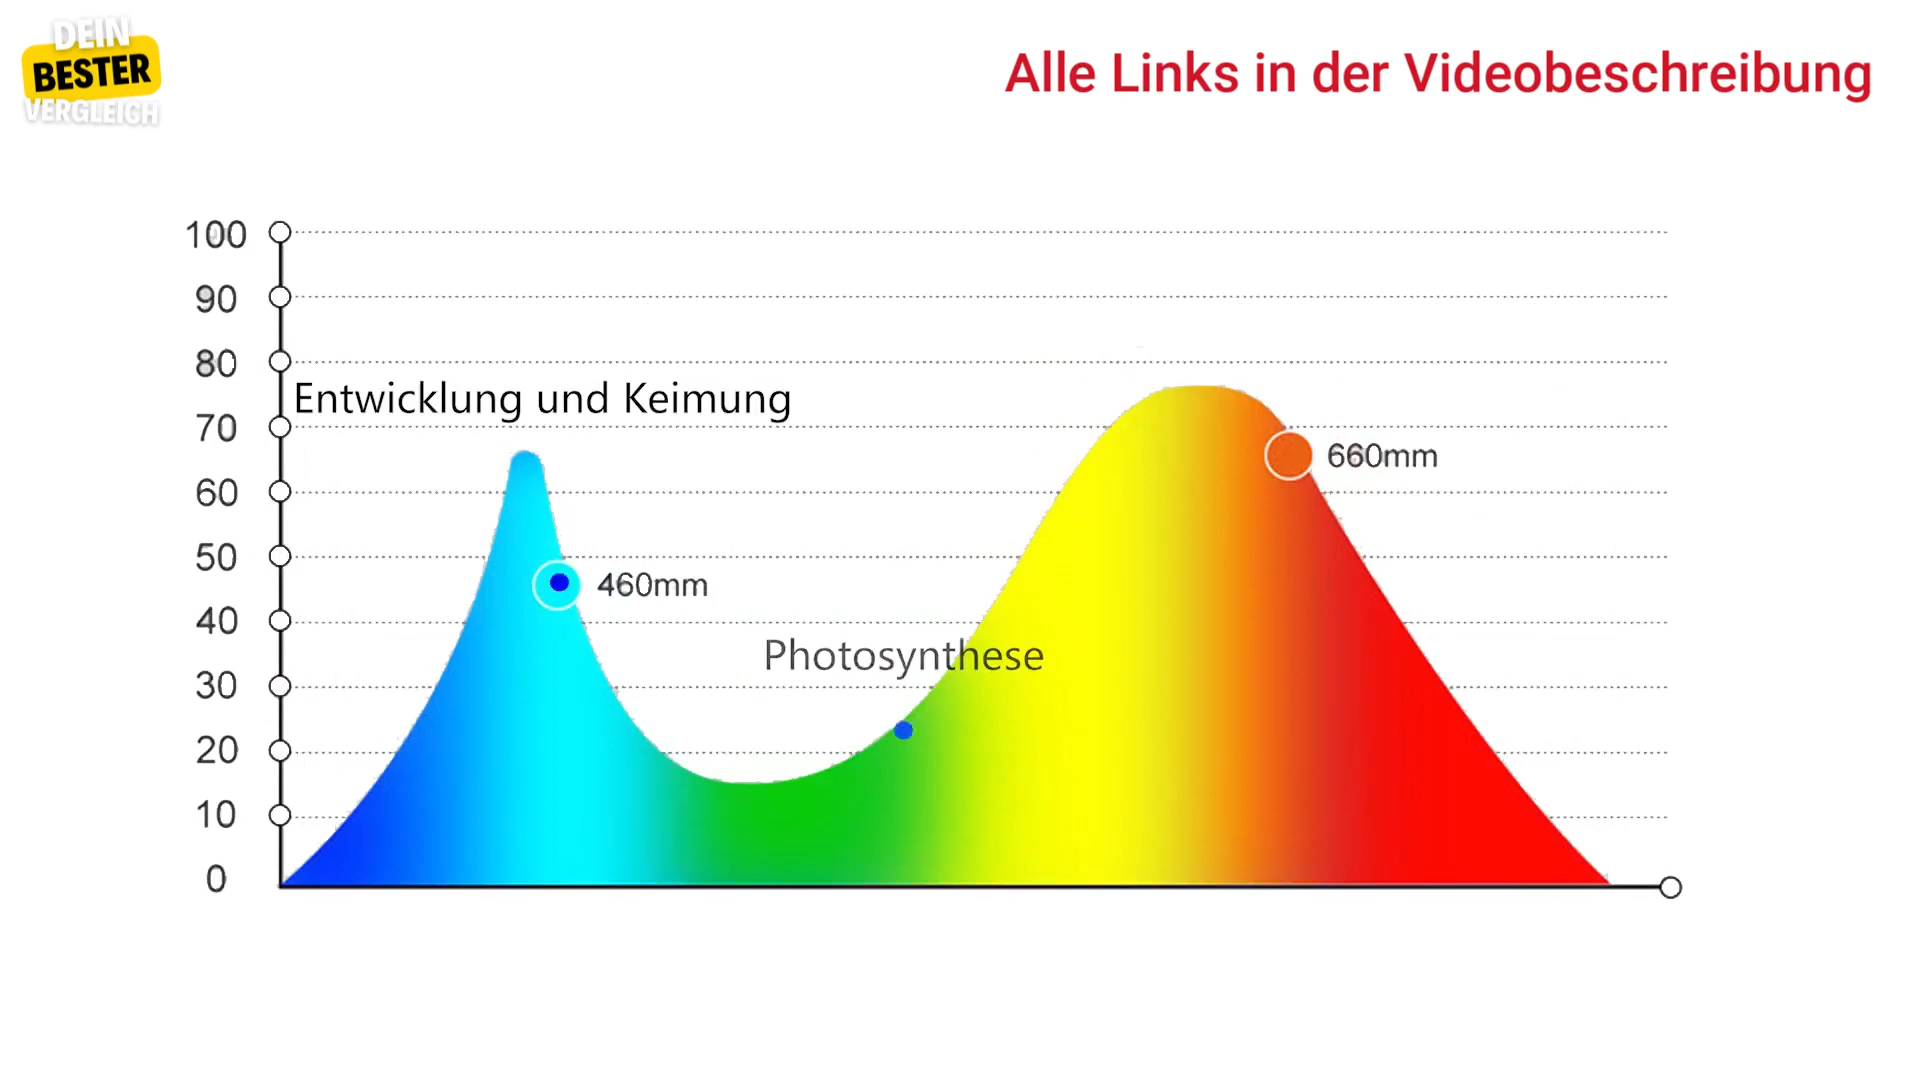 DEIN
BESTER
VERGLEICH
Alle Links in der Videobeschreibung
100
90
80
Entwicklung und Keimung
70
660mm
60
50
460mm
40
Photosynthese
30
20
10
0